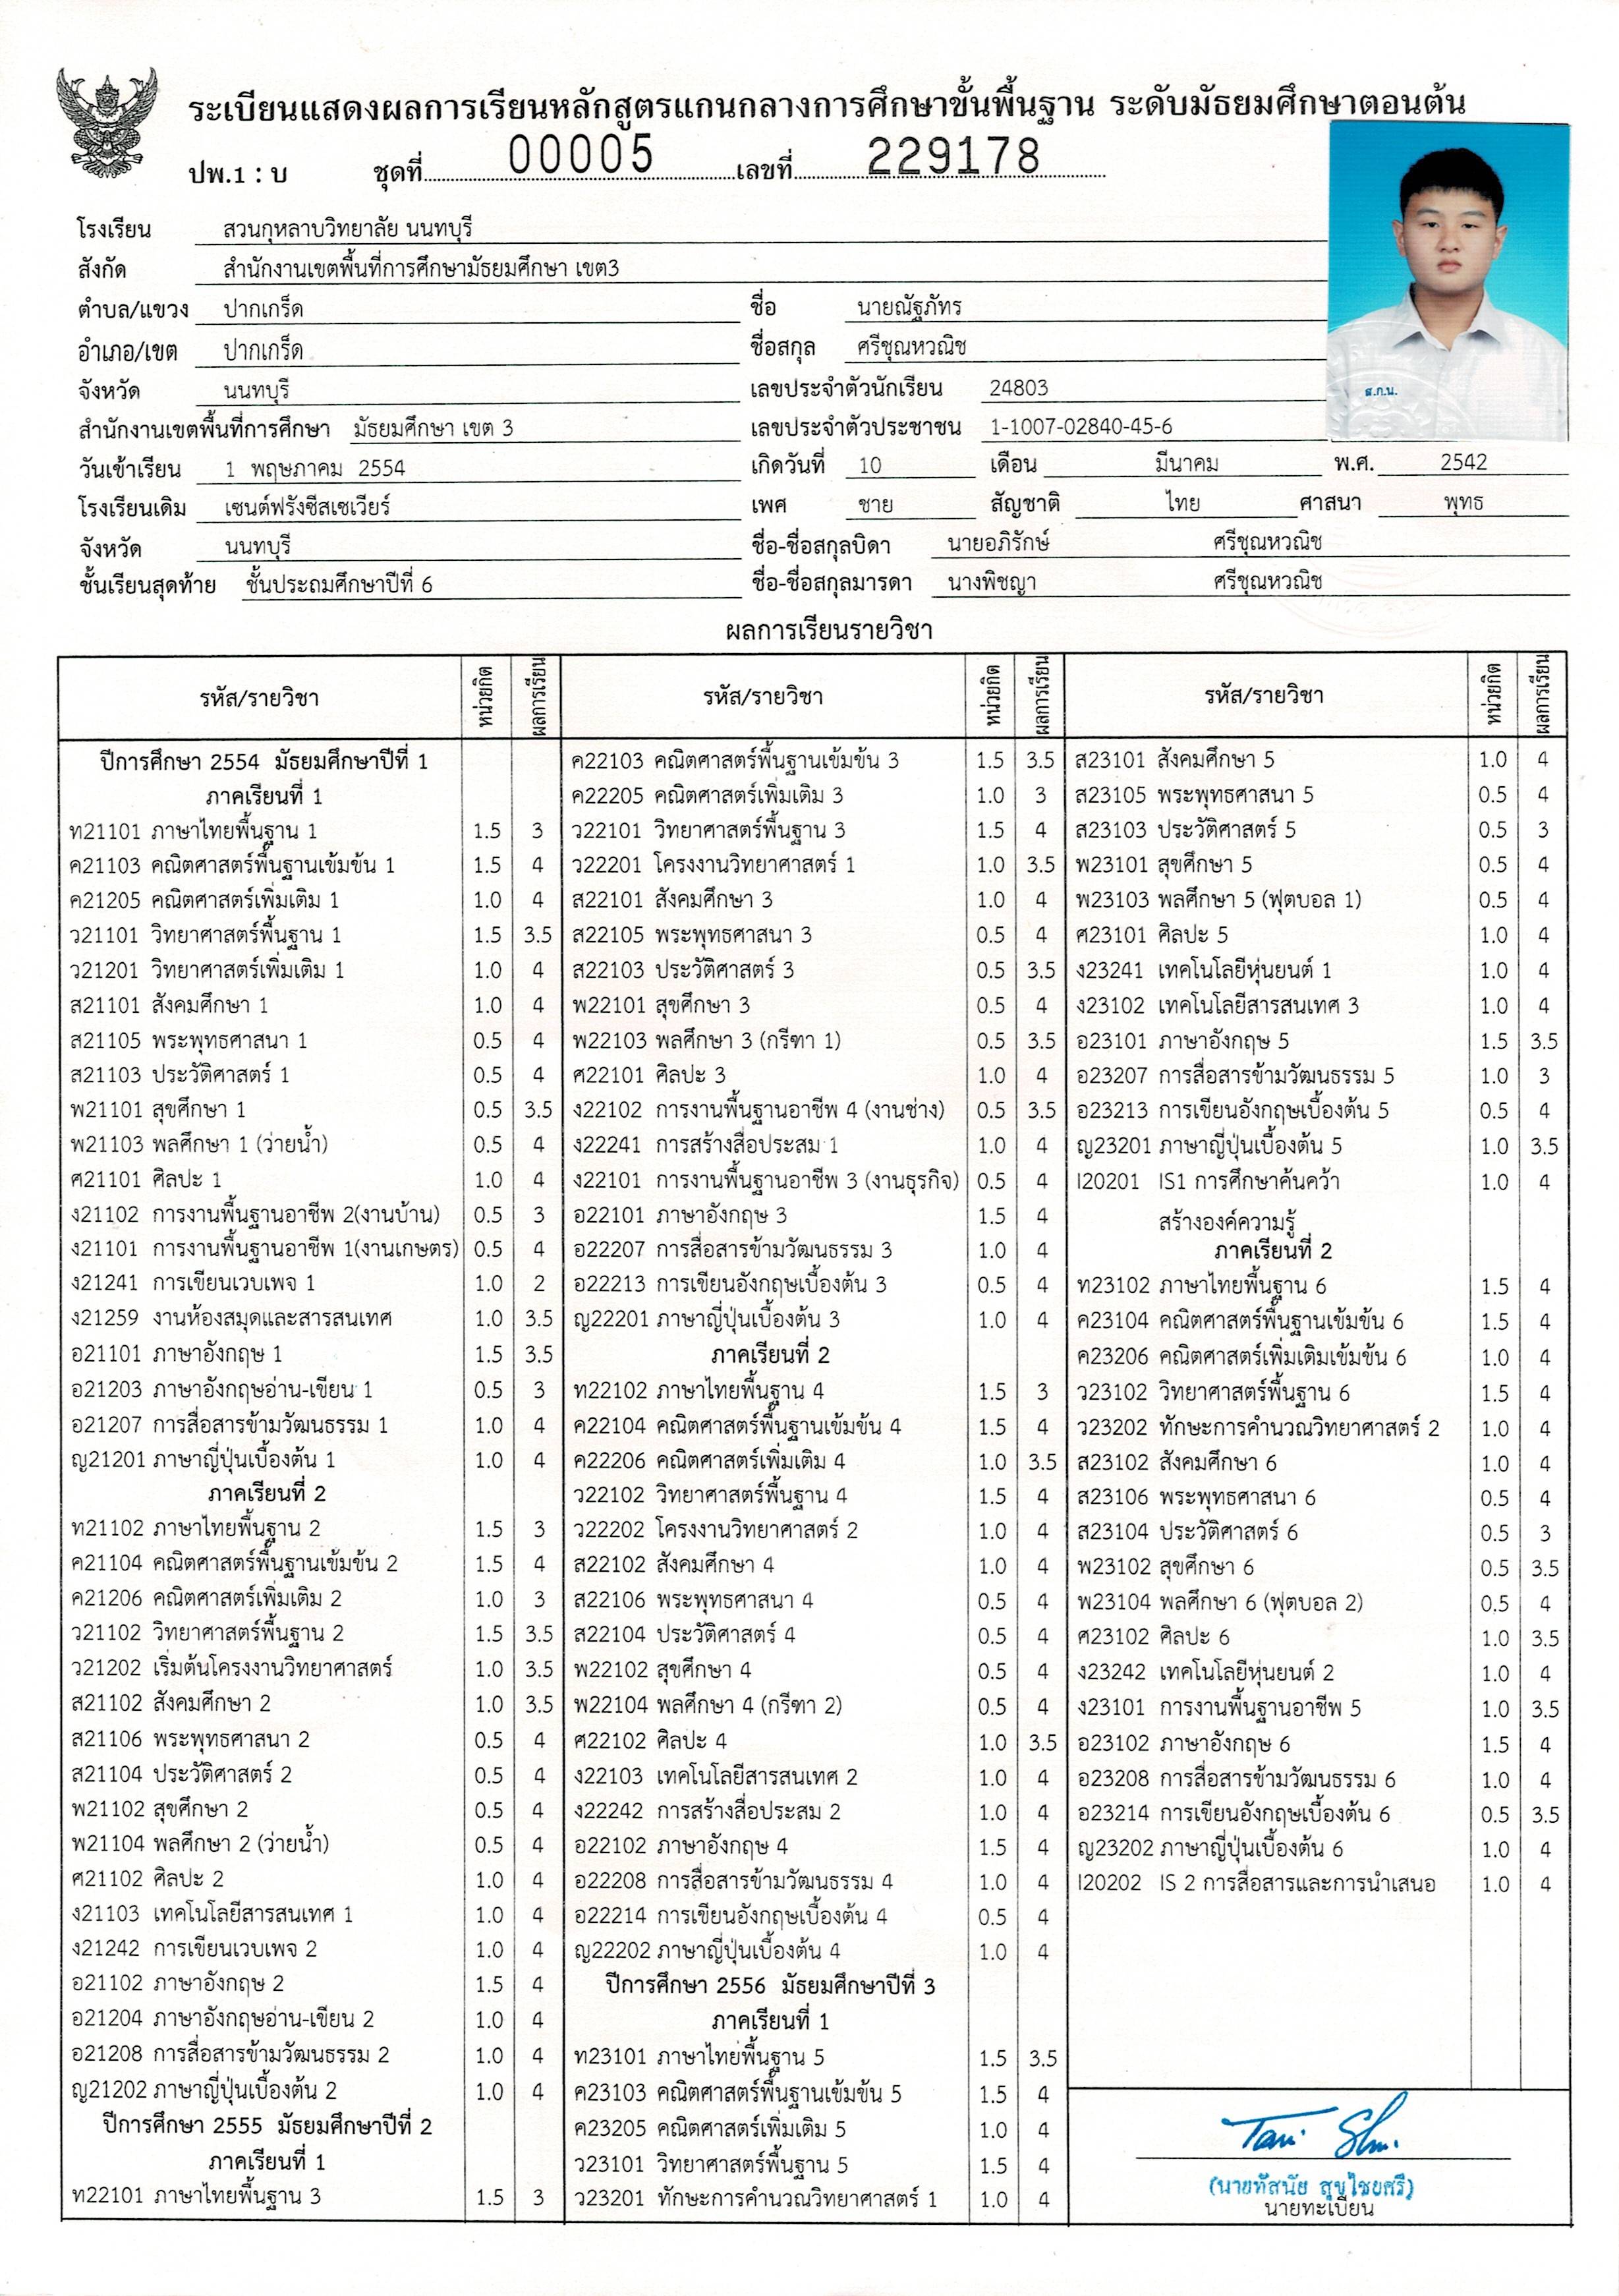 ระเบียนแสดงผลการเรียนหลักสูตรแกนกลางการศึกษาขั้นพื้นฐาน ระดับมัธยมศึกษาตอนต้น
ปพ.1 : บ ชุดที่ 00005 เลขที่ 229178
โรงเรียน สวนกุหลาบวิทยาลัย นนทบุรี
สังกัด สำนักงานเขตพื้นที่การศึกษามัธยมศึกษา เขต3
ตำบล/แขวง ปากเกร็ด
อำเภอ/เขต ปากเกร็ด
จังหวัด นนทบุรี
สำนักงานเขตพื้นที่การศึกษา มัธยมศึกษา เขต 3
วันเข้าเรียน 1 พฤษภาคม 2554
โรงเรียนเดิม เซนต์ฟรังซีสเซเวียร์
จังหวัด นนทบุรี
ชั้นเรียนสุดท้าย ชั้นประถมศึกษาปีที่ 6
ชื่อ นายณัฐภัทร
ชื่อสกุล ศรีชุณหวณิช
เลขประจำตัวนักเรียน 24803
เลขประจำตัวประชาชน 1-1007-02840-45-6
เกิดวันที่ 10 เดือน มีนาคม พ.ศ. 2542
เพศ ชาย สัญชาติ ไทย ศาสนา พุทธ
ชื่อ-ชื่อสกุลบิดา นายอภิรักษ์ ศรีชุณหวณิช
ชื่อ-ชื่อสกุลมารดา นางพิชญา ศรีชุณหวณิช
ส.ก.น.
ผลการเรียนรายวิชา
รหัส/รายวิชา หน่วยกิต ผลการเรียน
ปีการศึกษา 2554 มัธยมศึกษาปีที่ 1
ภาคเรียนที่ 1
ท21101 ภาษาไทยพื้นฐาน 1 1.5 3
ค21103 คณิตศาสตร์พื้นฐานเข้มข้น 1 1.5 4
ค21205 คณิตศาสตร์เพิ่มเติม 1 1.0 4
ว21101 วิทยาศาสตร์พื้นฐาน 1 1.5 3.5
ว21201 วิทยาศาสตร์เพิ่มเติม 1 1.0 4
ส21101 สังคมศึกษา 1 1.0 4
ส21105 พระพุทธศาสนา 1 0.5 4
ส21103 ประวัติศาสตร์ 1 0.5 4
พ21101 สุขศึกษา 1 0.5 3.5
พ21103 พลศึกษา 1 (ว่ายน้ำ) 0.5 4
ศ21101 ศิลปะ 1 1.0 4
ง21102 การงานพื้นฐานอาชีพ 2(งานบ้าน) 0.5 3
ง21101 การงานพื้นฐานอาชีพ 1(งานเกษตร) 0.5 4
ง21241 การเขียนเวบเพจ 1 1.0 2
ง21259 งานห้องสมุดและสารสนเทศ 1.0 3.5
อ21101 ภาษาอังกฤษ 1 1.5 3.5
อ21203 ภาษาอังกฤษอ่าน-เขียน 1 0.5 3
อ21207 การสื่อสารข้ามวัฒนธรรม 1 1.0 4
ญ21201 ภาษาญี่ปุ่นเบื้องต้น 1 1.0 4
ภาคเรียนที่ 2
ท21102 ภาษาไทยพื้นฐาน 2 1.5 3
ค21104 คณิตศาสตร์พื้นฐานเข้มข้น 2 1.5 4
ค21206 คณิตศาสตร์เพิ่มเติม 2 1.0 3
ว21102 วิทยาศาสตร์พื้นฐาน 2 1.5 3.5
ว21202 เริ่มต้นโครงงานวิทยาศาสตร์ 1.0 3.5
ส21102 สังคมศึกษา 2 1.0 3.5
ส21106 พระพุทธศาสนา 2 0.5 4
ส21104 ประวัติศาสตร์ 2 0.5 4
พ21102 สุขศึกษา 2 0.5 4
พ21104 พลศึกษา 2 (ว่ายน้ำ) 0.5 4
ศ21102 ศิลปะ 2 1.0 4
ง21103 เทคโนโลยีสารสนเทศ 1 1.0 4
ง21242 การเขียนเวบเพจ 2 1.0 4
อ21102 ภาษาอังกฤษ 2 1.5 4
อ21204 ภาษาอังกฤษอ่าน-เขียน 2 1.0 4
อ21208 การสื่อสารข้ามวัฒนธรรม 2 1.0 4
ญ21202 ภาษาญี่ปุ่นเบื้องต้น 2 1.0 4
ปีการศึกษา 2555 มัธยมศึกษาปีที่ 2
ภาคเรียนที่ 1
ท22101 ภาษาไทยพื้นฐาน 3 1.5 3
รหัส/รายวิชา หน่วยกิต ผลการเรียน
ค22103 คณิตศาสตร์พื้นฐานเข้มข้น 3 1.5 3.5
ค22205 คณิตศาสตร์เพิ่มเติม 3 1.0 3
ว22101 วิทยาศาสตร์พื้นฐาน 3 1.5 4
ว22201 โครงงานวิทยาศาสตร์ 1 1.0 3.5
ส22101 สังคมศึกษา 3 1.0 4
ส22105 พระพุทธศาสนา 3 0.5 4
ส22103 ประวัติศาสตร์ 3 0.5 3.5
พ22101 สุขศึกษา 3 0.5 4
พ22103 พลศึกษา 3 (กรีฑา 1) 0.5 3.5
ศ22101 ศิลปะ 3 1.0 4
ง22102 การงานพื้นฐานอาชีพ 4 (งานช่าง) 0.5 3.5
ง22241 การสร้างสื่อประสม 1 1.0 4
ง22101 การงานพื้นฐานอาชีพ 3 (งานธุรกิจ) 0.5 4
อ22101 ภาษาอังกฤษ 3 1.5 4
อ22207 การสื่อสารข้ามวัฒนธรรม 3 1.0 4
อ22213 การเขียนอังกฤษเบื้องต้น 3 0.5 4
ญ22201 ภาษาญี่ปุ่นเบื้องต้น 3 1.0 4
ภาคเรียนที่ 2
ท22102 ภาษาไทยพื้นฐาน 4 1.5 3
ค22104 คณิตศาสตร์พื้นฐานเข้มข้น 4 1.5 4
ค22206 คณิตศาสตร์เพิ่มเติม 4 1.0 3.5
ว22102 วิทยาศาสตร์พื้นฐาน 4 1.5 4
ว22202 โครงงานวิทยาศาสตร์ 2 1.0 4
ส22102 สังคมศึกษา 4 1.0 4
ส22106 พระพุทธศาสนา 4 0.5 4
ส22104 ประวัติศาสตร์ 4 0.5 4
พ22102 สุขศึกษา 4 0.5 4
พ22104 พลศึกษา 4 (กรีฑา 2) 0.5 4
ศ22102 ศิลปะ 4 1.0 3.5
ง22103 เทคโนโลยีสารสนเทศ 2 1.0 4
ง22242 การสร้างสื่อประสม 2 1.0 4
อ22102 ภาษาอังกฤษ 4 1.5 4
อ22208 การสื่อสารข้ามวัฒนธรรม 4 1.0 4
อ22214 การเขียนอังกฤษเบื้องต้น 4 0.5 4
ญ22202 ภาษาญี่ปุ่นเบื้องต้น 4 1.0 4
ปีการศึกษา 2556 มัธยมศึกษาปีที่ 3
ภาคเรียนที่ 1
ท23101 ภาษาไทยพื้นฐาน 5 1.5 3.5
ค23103 คณิตศาสตร์พื้นฐานเข้มข้น 5 1.5 4
ค23205 คณิตศาสตร์เพิ่มเติม 5 1.0 4
ว23101 วิทยาศาสตร์พื้นฐาน 5 1.5 4
ว23201 ทักษะการคำนวณวิทยาศาสตร์ 1 1.0 4
รหัส/รายวิชา หน่วยกิต ผลการเรียน
ส23101 สังคมศึกษา 5 1.0 4
ส23105 พระพุทธศาสนา 5 0.5 4
ส23103 ประวัติศาสตร์ 5 0.5 3
พ23101 สุขศึกษา 5 0.5 4
พ23103 พลศึกษา 5 (ฟุตบอล 1) 0.5 4
ศ23101 ศิลปะ 5 1.0 4
ง23241 เทคโนโลยีหุ่นยนต์ 1 1.0 4
ง23102 เทคโนโลยีสารสนเทศ 3 1.0 4
อ23101 ภาษาอังกฤษ 5 1.5 3.5
อ23207 การสื่อสารข้ามวัฒนธรรม 5 1.0 3
อ23213 การเขียนอังกฤษเบื้องต้น 5 0.5 4
ญ23201 ภาษาญี่ปุ่นเบื้องต้น 5 1.0 3.5
I20201 IS1 การศึกษาค้นคว้า 1.0 4
สร้างองค์ความรู้
ภาคเรียนที่ 2
ท23102 ภาษาไทยพื้นฐาน 6 1.5 4
ค23104 คณิตศาสตร์พื้นฐานเข้มข้น 6 1.5 4
ค23206 คณิตศาสตร์เพิ่มเติมเข้มข้น 6 1.0 4
ว23102 วิทยาศาสตร์พื้นฐาน 6 1.5 4
ว23202 ทักษะการคำนวณวิทยาศาสตร์ 2 1.0 4
ส23102 สังคมศึกษา 6 1.0 4
ส23106 พระพุทธศาสนา 6 0.5 4
ส23104 ประวัติศาสตร์ 6 0.5 3
พ23102 สุขศึกษา 6 0.5 3.5
พ23104 พลศึกษา 6 (ฟุตบอล 2) 0.5 4
ศ23102 ศิลปะ 6 1.0 3.5
ง23242 เทคโนโลยีหุ่นยนต์ 2 1.0 4
ง23101 การงานพื้นฐานอาชีพ 5 1.0 3.5
อ23102 ภาษาอังกฤษ 6 1.5 4
อ23208 การสื่อสารข้ามวัฒนธรรม 6 1.0 4
อ23214 การเขียนอังกฤษเบื้องต้น 6 0.5 3.5
ญ23202 ภาษาญี่ปุ่นเบื้องต้น 6 1.0 4
I20202 IS 2 การสื่อสารและการนำเสนอ 1.0 4
(นายทัสนัย สุขไชยศรี)
นายทะเบียน